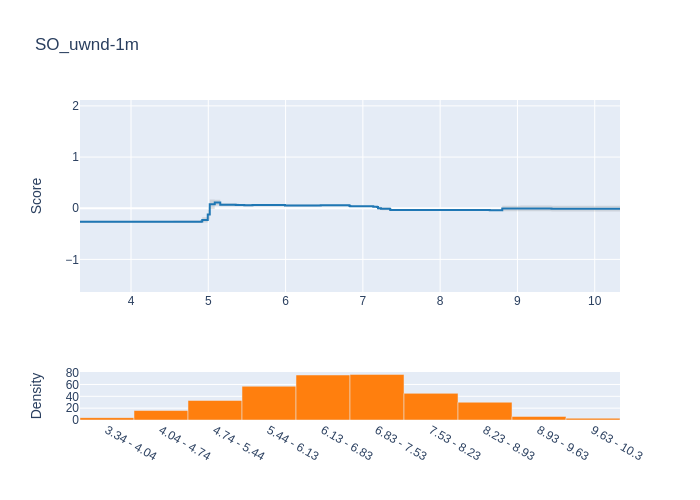 SO_uwnd-1m
Score
2
1
0
−1
4 5 6 7 8 9 10
Density
80
60
40
20
0
3.34 - 4.04
4.04 - 4.74
4.74 - 5.44
5.44 - 6.13
6.13 - 6.83
6.83 - 7.53
7.53 - 8.23
8.23 - 8.93
8.93 - 9.63
9.63 - 10.3